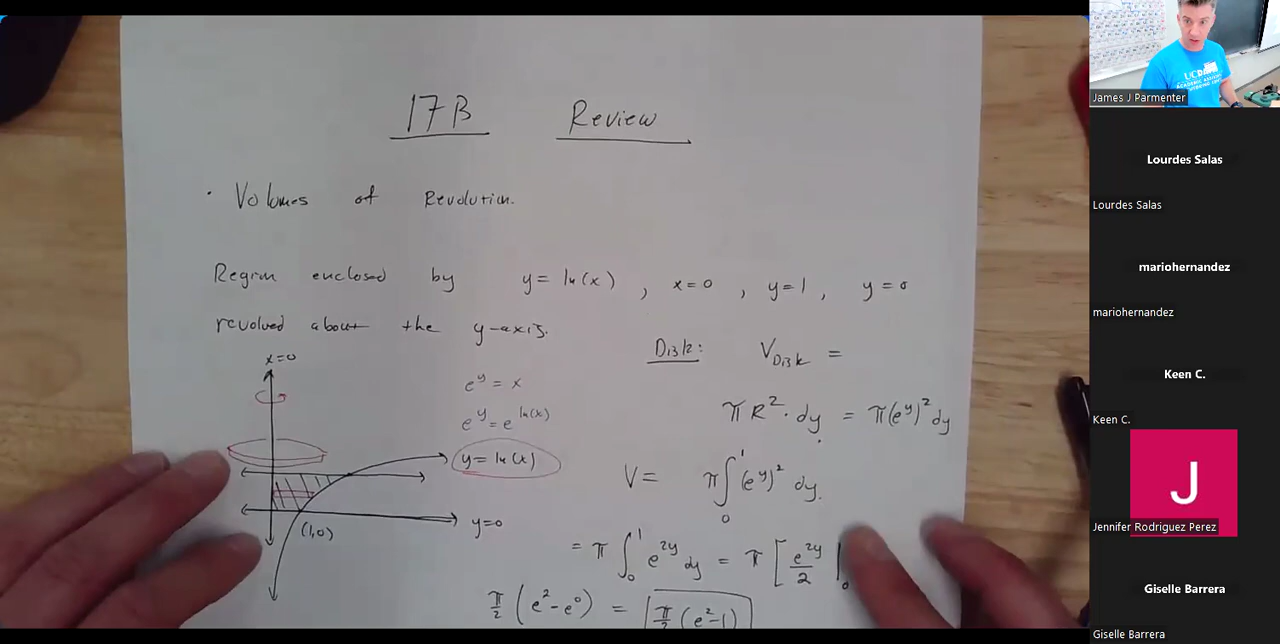 17B Review
· Volumes of Revolution.
Region enclosed by y = ln(x) , x=0 , y=1 , y=0
revolved about the y-axis.
x=0
e^y = x
e^y = e^ln(x)
y = ln(x)
y=0
(1,0)
Disk: V_Disk =
πR²· dy = π(e^y)² dy
V = π∫₀¹ (e^y)² dy.
= π ∫₀¹ e^2y dy = π [ e^2y/2 |₀
π/2 (e² - e⁰) = π/2 (e²-1)
UC
James J Parmenter
Lourdes Salas
Lourdes Salas
mariohernandez
mariohernandez
Keen C.
Keen C.
J
Jennifer Rodriguez Perez
Giselle Barrera
Giselle Barrera